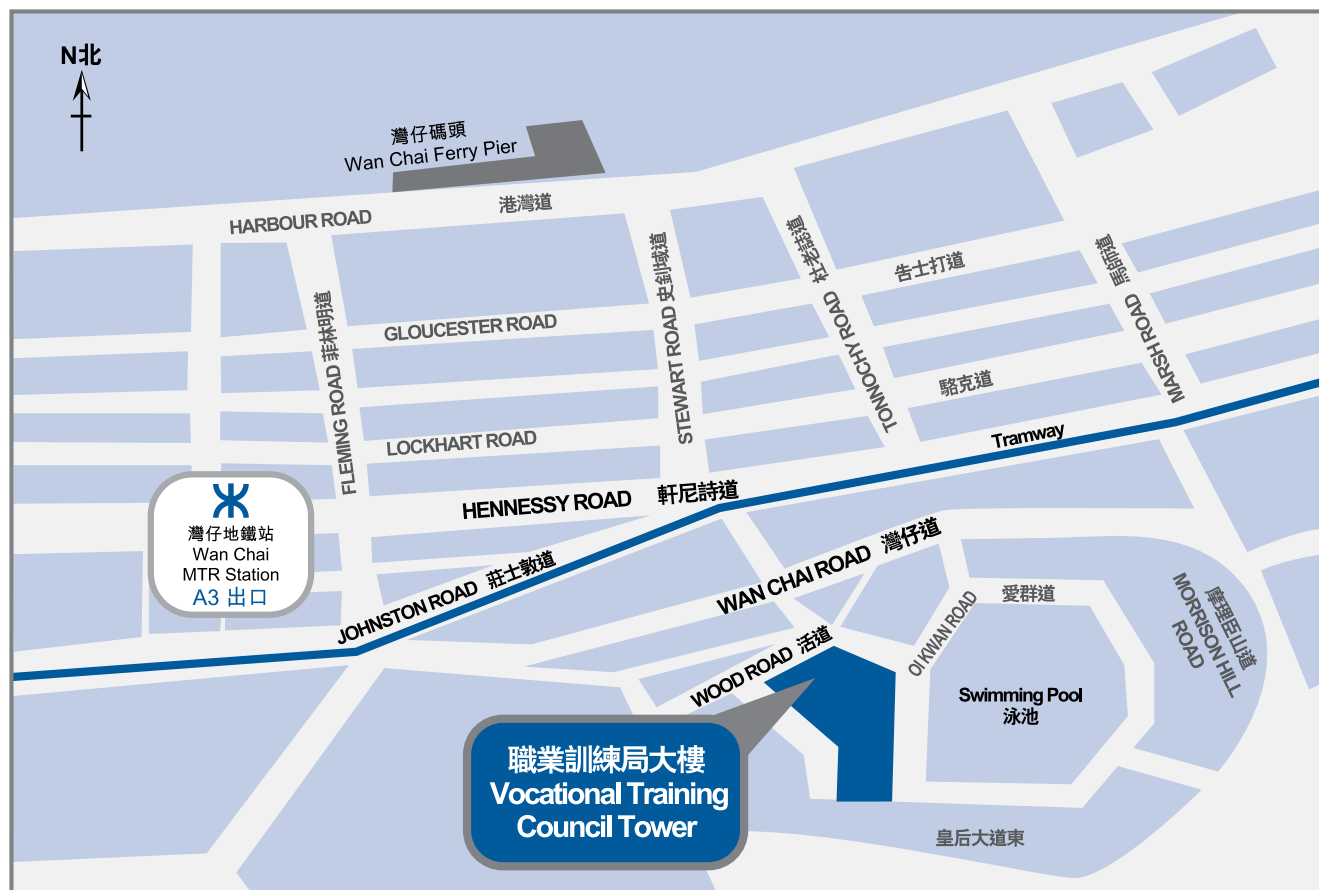 N北
灣仔碼頭
Wan Chai Ferry Pier
HARBOUR ROAD 港灣道
FLEMING ROAD 菲林明道
STEWART ROAD 史釗域道
TONNOCHY ROAD 杜老誌道
MARSH ROAD 馬師道
GLOUCESTER ROAD 告士打道
LOCKHART ROAD 駱克道
Tramway
HENNESSY ROAD 軒尼詩道
灣仔地鐵站
Wan Chai
MTR Station
A3 出口
JOHNSTON ROAD 莊士敦道
WAN CHAI ROAD 灣仔道
OI KWAN ROAD 愛群道
摩理臣山道
MORRISON HILL
ROAD
WOOD ROAD 活道
Swimming Pool
泳池
職業訓練局大樓
Vocational Training
Council Tower
皇后大道東